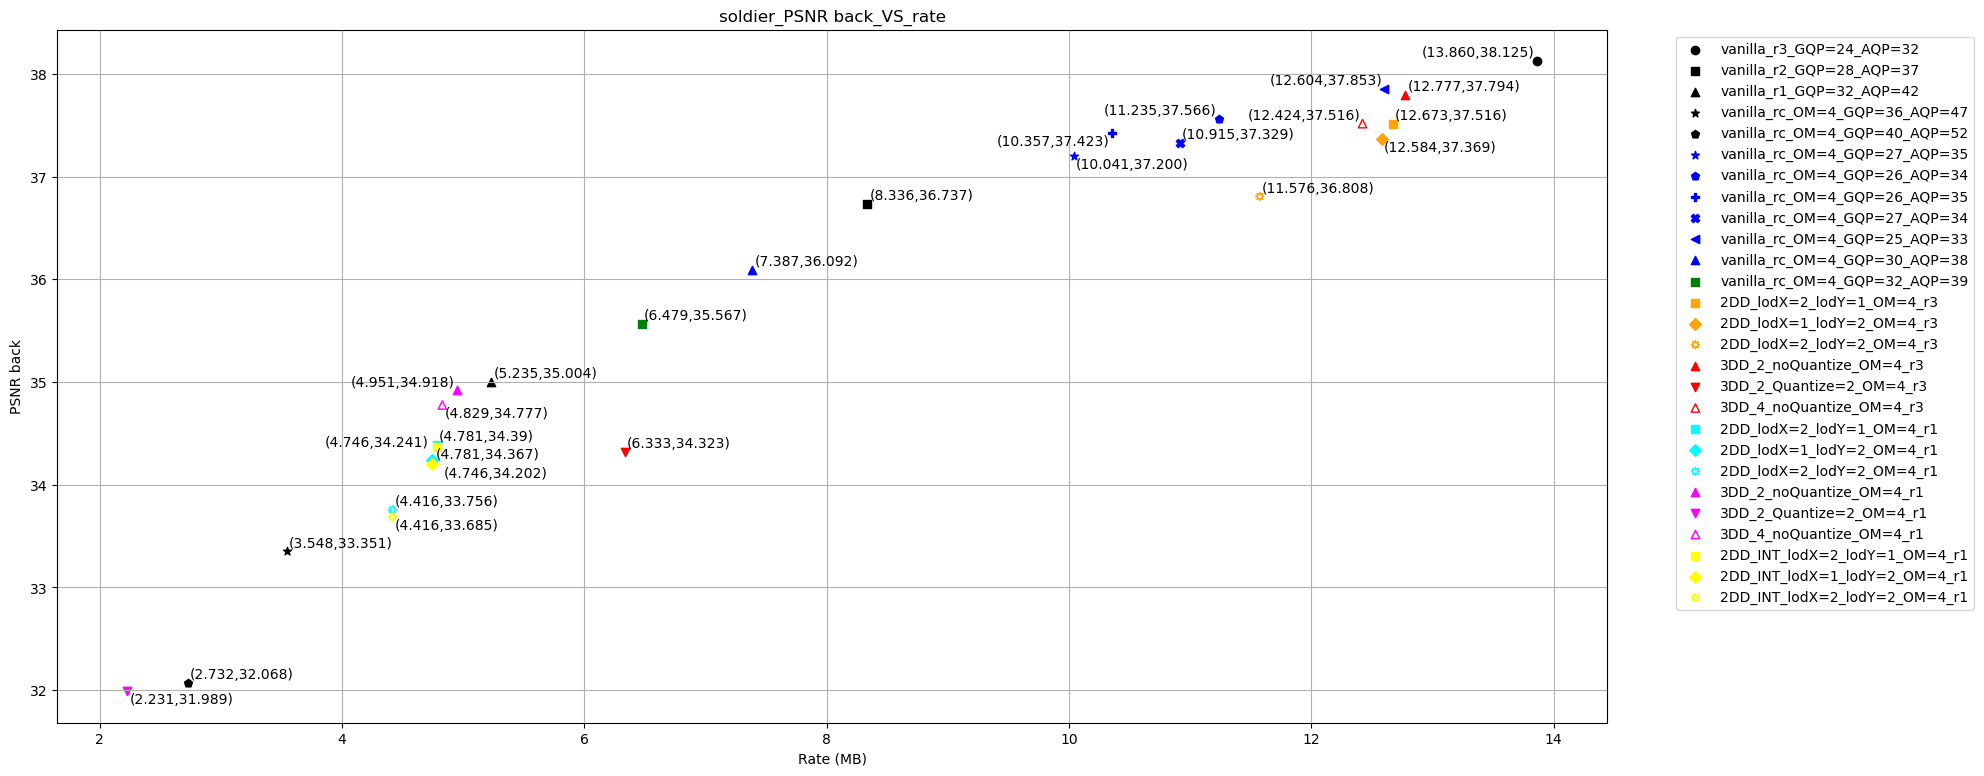 soldier_PSNR back_VS_rate
PSNR back
38
37
36
35
34
33
32
(13.860,38.125)
(12.604,37.853)
(12.777,37.794)
(11.235,37.566)
(12.424,37.516)
(12.673,37.516)
(10.357,37.423)
(10.915,37.329)
(12.584,37.369)
(10.041,37.200)
(11.576,36.808)
(8.336,36.737)
(7.387,36.092)
(6.479,35.567)
(5.235,35.004)
(4.951,34.918)
(4.829,34.777)
(4.746,34.241)
(4.781,34.39)
(6.333,34.323)
(4.781,34.367)
(4.746,34.202)
(4.416,33.756)
(4.416,33.685)
(3.548,33.351)
(2.732,32.068)
(2.231,31.989)
2
4
6
8
10
12
14
Rate (MB)
vanilla_r3_GQP=24_AQP=32
vanilla_r2_GQP=28_AQP=37
vanilla_r1_GQP=32_AQP=42
vanilla_rc_OM=4_GQP=36_AQP=47
vanilla_rc_OM=4_GQP=40_AQP=52
vanilla_rc_OM=4_GQP=27_AQP=35
vanilla_rc_OM=4_GQP=26_AQP=34
vanilla_rc_OM=4_GQP=26_AQP=35
vanilla_rc_OM=4_GQP=27_AQP=34
vanilla_rc_OM=4_GQP=25_AQP=33
vanilla_rc_OM=4_GQP=30_AQP=38
vanilla_rc_OM=4_GQP=32_AQP=39
2DD_lodX=2_lodY=1_OM=4_r3
2DD_lodX=1_lodY=2_OM=4_r3
2DD_lodX=2_lodY=2_OM=4_r3
3DD_2_noQuantize_OM=4_r3
3DD_2_Quantize=2_OM=4_r3
3DD_4_noQuantize_OM=4_r3
2DD_lodX=2_lodY=1_OM=4_r1
2DD_lodX=1_lodY=2_OM=4_r1
2DD_lodX=2_lodY=2_OM=4_r1
3DD_2_noQuantize_OM=4_r1
3DD_2_Quantize=2_OM=4_r1
3DD_4_noQuantize_OM=4_r1
2DD_INT_lodX=2_lodY=1_OM=4_r1
2DD_INT_lodX=1_lodY=2_OM=4_r1
2DD_INT_lodX=2_lodY=2_OM=4_r1